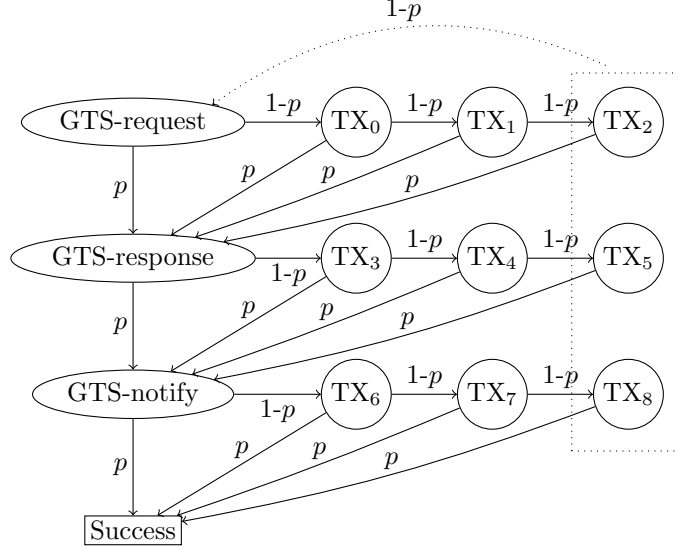 1-p
GTS-request 1-p TX₀ 1-p TX₁ 1-p TX₂
p p p p
GTS-response 1-p TX₃ 1-p TX₄ 1-p TX₅
p p p p
GTS-notify 1-p TX₆ 1-p TX₇ 1-p TX₈
p p p p
Success